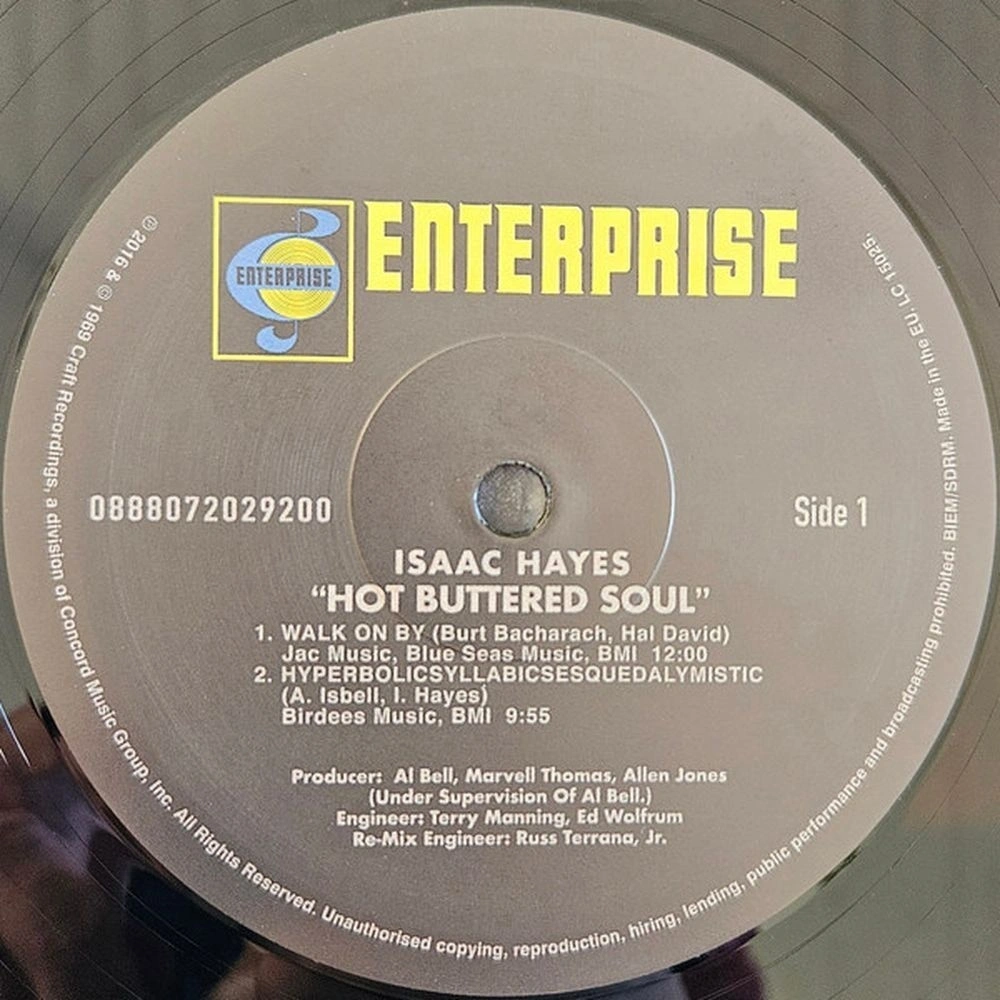 ENTERPRISE
ENTERPRISE
0888072029200
Side 1
ISAAC HAYES
“HOT BUTTERED SOUL”
1. WALK ON BY (Burt Bacharach, Hal David)
Jac Music, Blue Seas Music, BMI 12:00
2. HYPERBOLICSYLLABICSESQUEDALYMISTIC
(A. Isbell, I. Hayes)
Birdees Music, BMI 9:55
Producer: Al Bell, Marvell Thomas, Allen Jones
(Under Supervision Of Al Bell.)
Engineer: Terry Manning, Ed Wolfrum
Re-Mix Engineer: Russ Terrana, Jr.
℗ 2016 & © 1969 Craft Recordings, a division of Concord Music Group, Inc. All Rights Reserved. Unauthorised copying, reproduction, hiring, lending, public performance and broadcasting prohibited. BIEM/SDRM. Made in the EU. LC 15025.